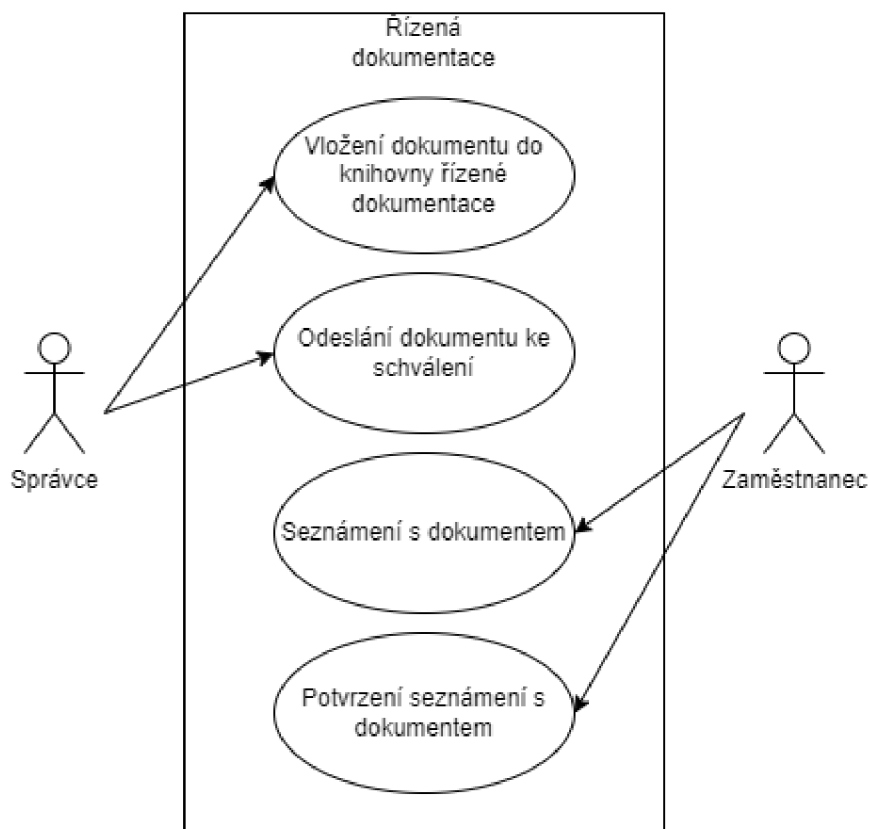 Řízená
dokumentace
Vložení dokumentu do
knihovny řízené
dokumentace
Odeslání dokumentu ke
schválení
Správce
Zaměstnanec
Seznámení s dokumentem
Potvrzení seznámení s
dokumentem